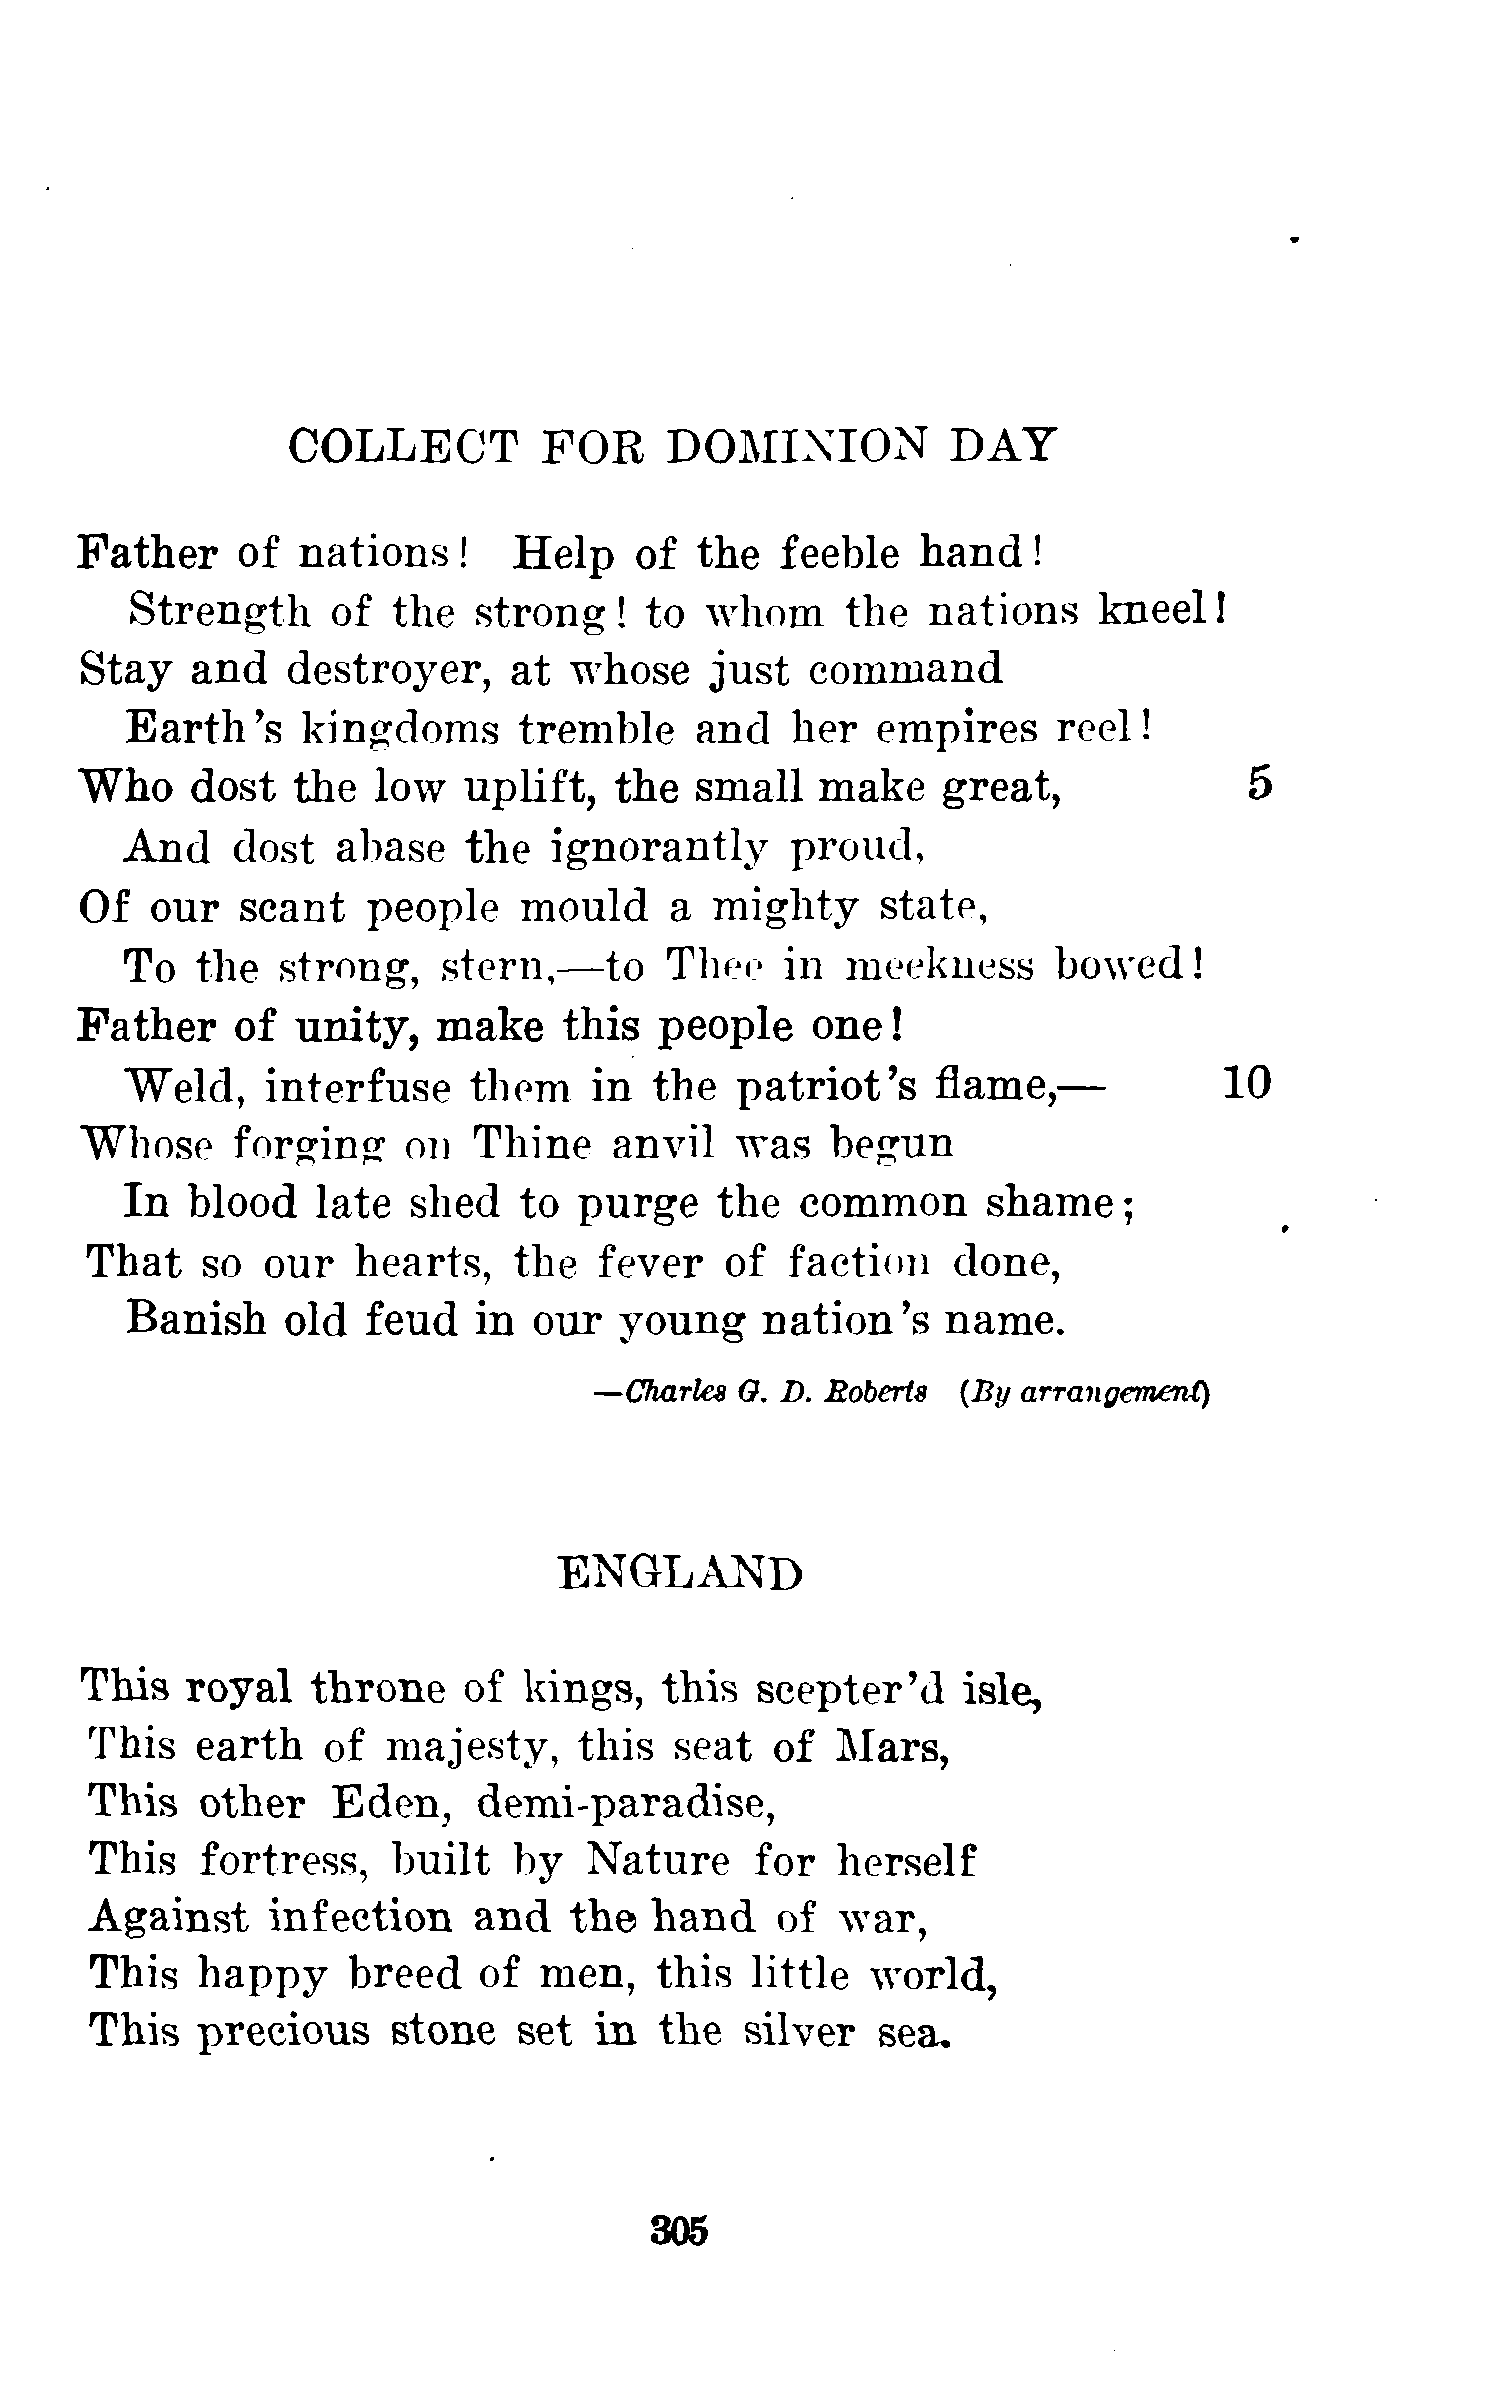 COLLECT FOR DOMINION DAY
Father of nations! Help of the feeble hand!
Strength of the strong! to whom the nations kneel!
Stay and destroyer, at whose just command
Earth's kingdoms tremble and her empires reel!
Who dost the low uplift, the small make great, 5
And dost abase the ignorantly proud,
Of our scant people mould a mighty state,
To the strong, stern,—to Thee in meekness bowed!
Father of unity, make this people one!
Weld, interfuse them in the patriot's flame,— 10
Whose forging on Thine anvil was begun
In blood late shed to purge the common shame;
That so our hearts, the fever of faction done,
Banish old feud in our young nation's name.
—Charles G. D. Roberts (By arrangement)
ENGLAND
This royal throne of kings, this scepter'd isle,
This earth of majesty, this seat of Mars,
This other Eden, demi-paradise,
This fortress, built by Nature for herself
Against infection and the hand of war,
This happy breed of men, this little world,
This precious stone set in the silver sea.
305